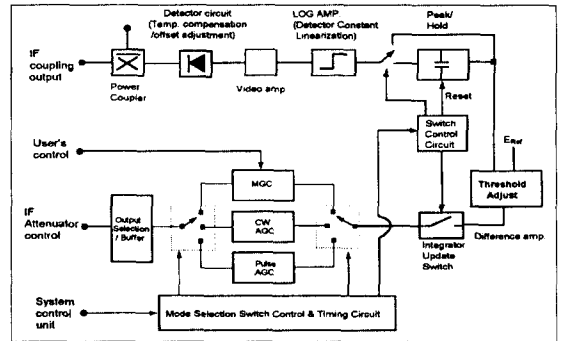 Detector circuit
(Temp. compensation
/offset adjustment)
LOG AMP
(Detector Constant
Linearization)
Peak/
Hold
IF
coupling
output
Power
Coupler
Video amp
Reset
Switch
Control
Circuit
User's
control
ERef
MGC
Threshold
Adjust
IF
Attenuator
control
Output
Selection
/ Buffer
CW
AGC
Difference amp.
Integrator
Update
Switch
Pulse
AGC
System
control
unit
Mode Selection Switch Control & Timing Circuit